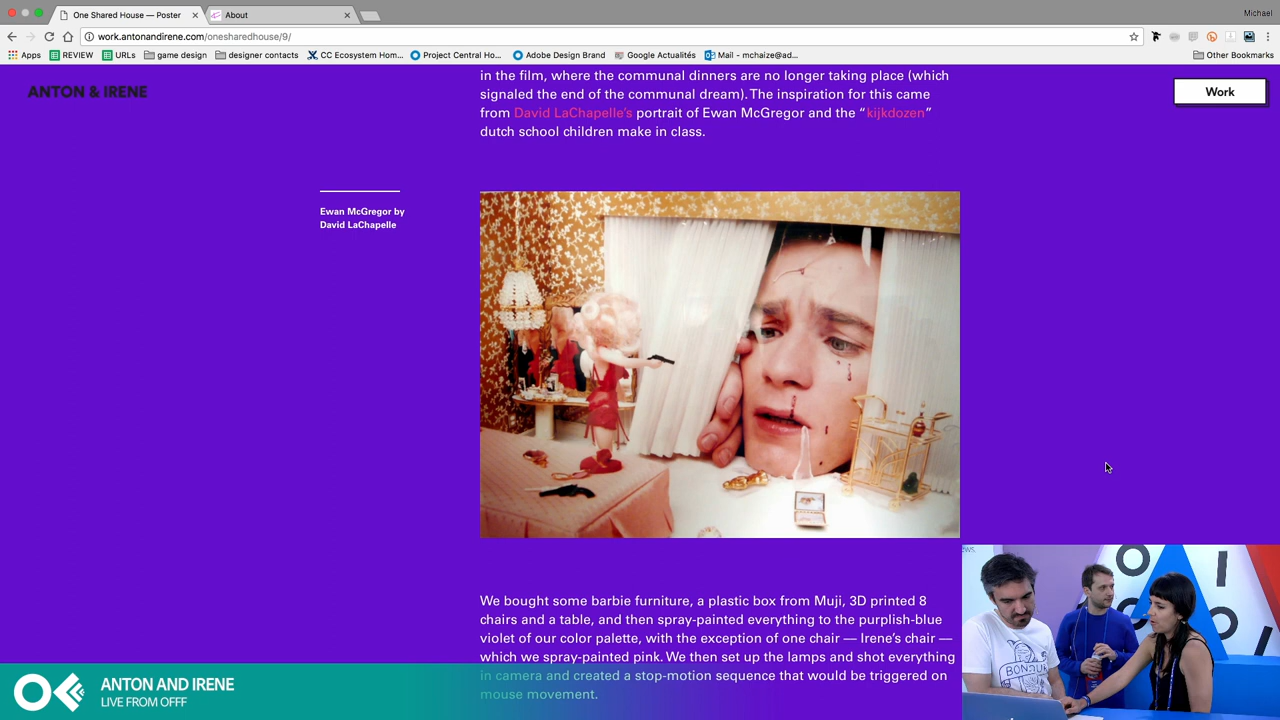 One Shared House — Poster
About
Michael
work.antonandirene.com/onesharedhouse/9/
Apps
REVIEW
URLs
game design
designer contacts
CC Ecosystem Hom...
Project Central Ho...
Adobe Design Brand
Google Actualités
Mail - mchaize@ad...
Other Bookmarks
ANTON & IRENE
Work
in the film, where the communal dinners are no longer taking place (which
signaled the end of the communal dream). The inspiration for this came
from David LaChapelle's portrait of Ewan McGregor and the “kijkdozen”
dutch school children make in class.
Ewan McGregor by
David LaChapelle
We bought some barbie furniture, a plastic box from Muji, 3D printed 8
chairs and a table, and then spray-painted everything to the purplish-blue
violet of our color palette, with the exception of one chair — Irene's chair —
which we spray-painted pink. We then set up the lamps and shot everything
in camera and created a stop-motion sequence that would be triggered on
mouse movement.
ews.
BONJOUR
ANTON AND IRENE
LIVE FROM OFFF